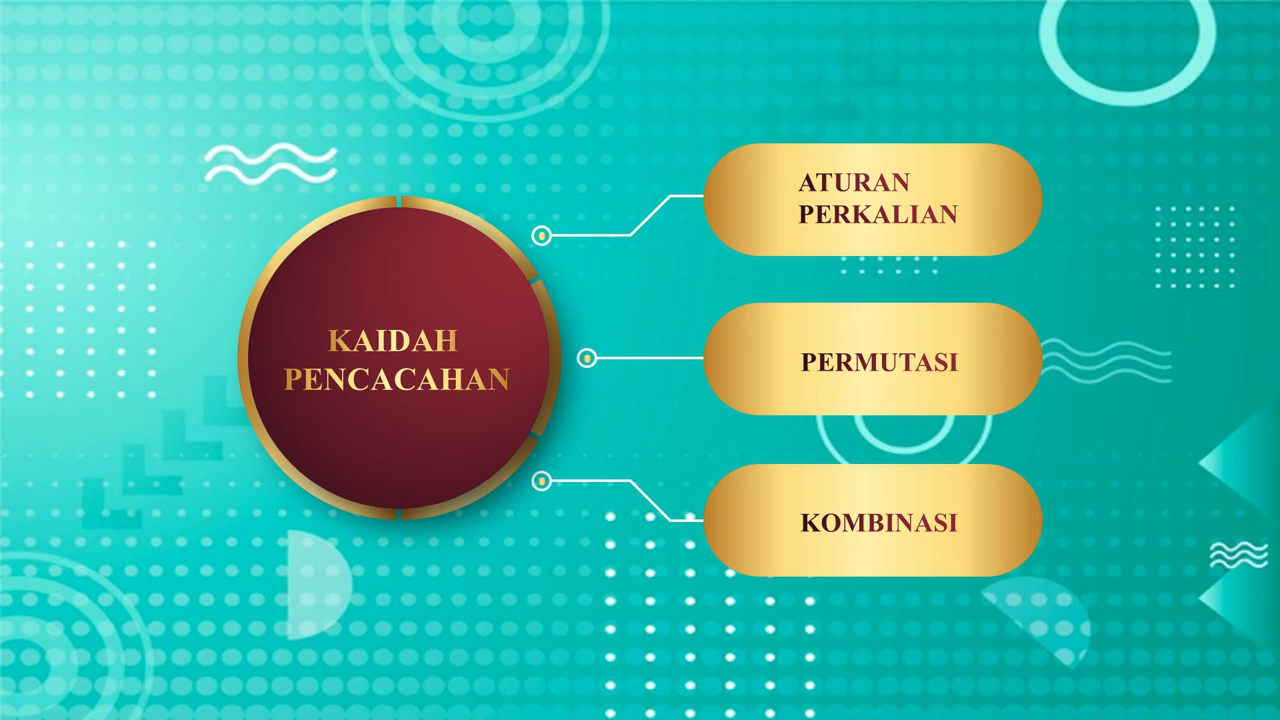 KAIDAH
PENCACAHAN
ATURAN
PERKALIAN
PERMUTASI
KOMBINASI